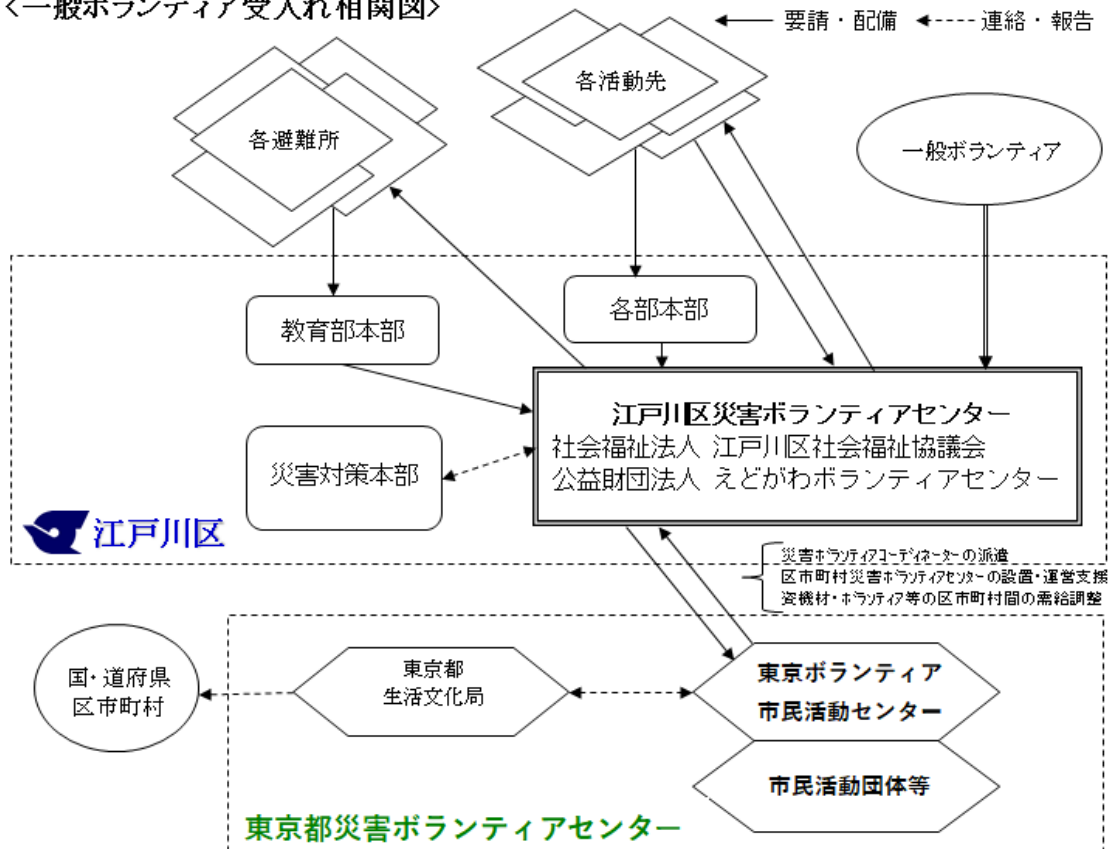 <一般ボランティア受入れ相関図>
要請・配備
連絡・報告
各避難所
各活動先
一般ボランティア
教育部本部
各部本部
江戸川区災害ボランティアセンター
社会福祉法人 江戸川区社会福祉協議会
公益財団法人 えどがわボランティアセンター
災害対策本部
江戸川区
災害ボランティアコーディネーターの派遣
区市町村災害ボランティアセンターの設置・運営支援
資機材・ボランティア等の区市町村間の需給調整
国・道府県
区市町村
東京都
生活文化局
東京ボランティア
市民活動センター
市民活動団体等
東京都災害ボランティアセンター